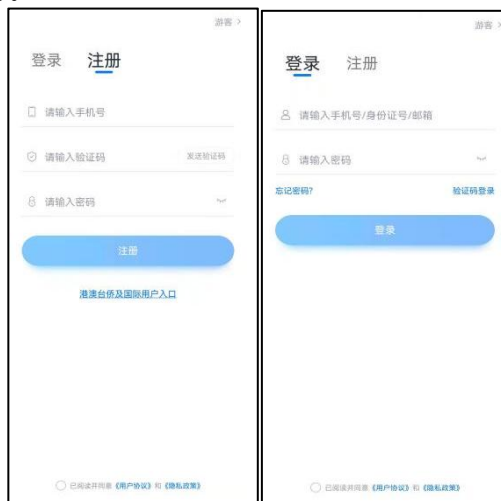 游客 >
登录 注册
请输入手机号
请输入验证码 发送验证码
请输入密码
注册
港澳台侨及国际用户入口
已阅读并同意《用户协议》和《隐私政策》
游客 >
登录 注册
请输入手机号/身份证号/邮箱
请输入密码
忘记密码? 验证码登录
登录
已阅读并同意《用户协议》和《隐私政策》